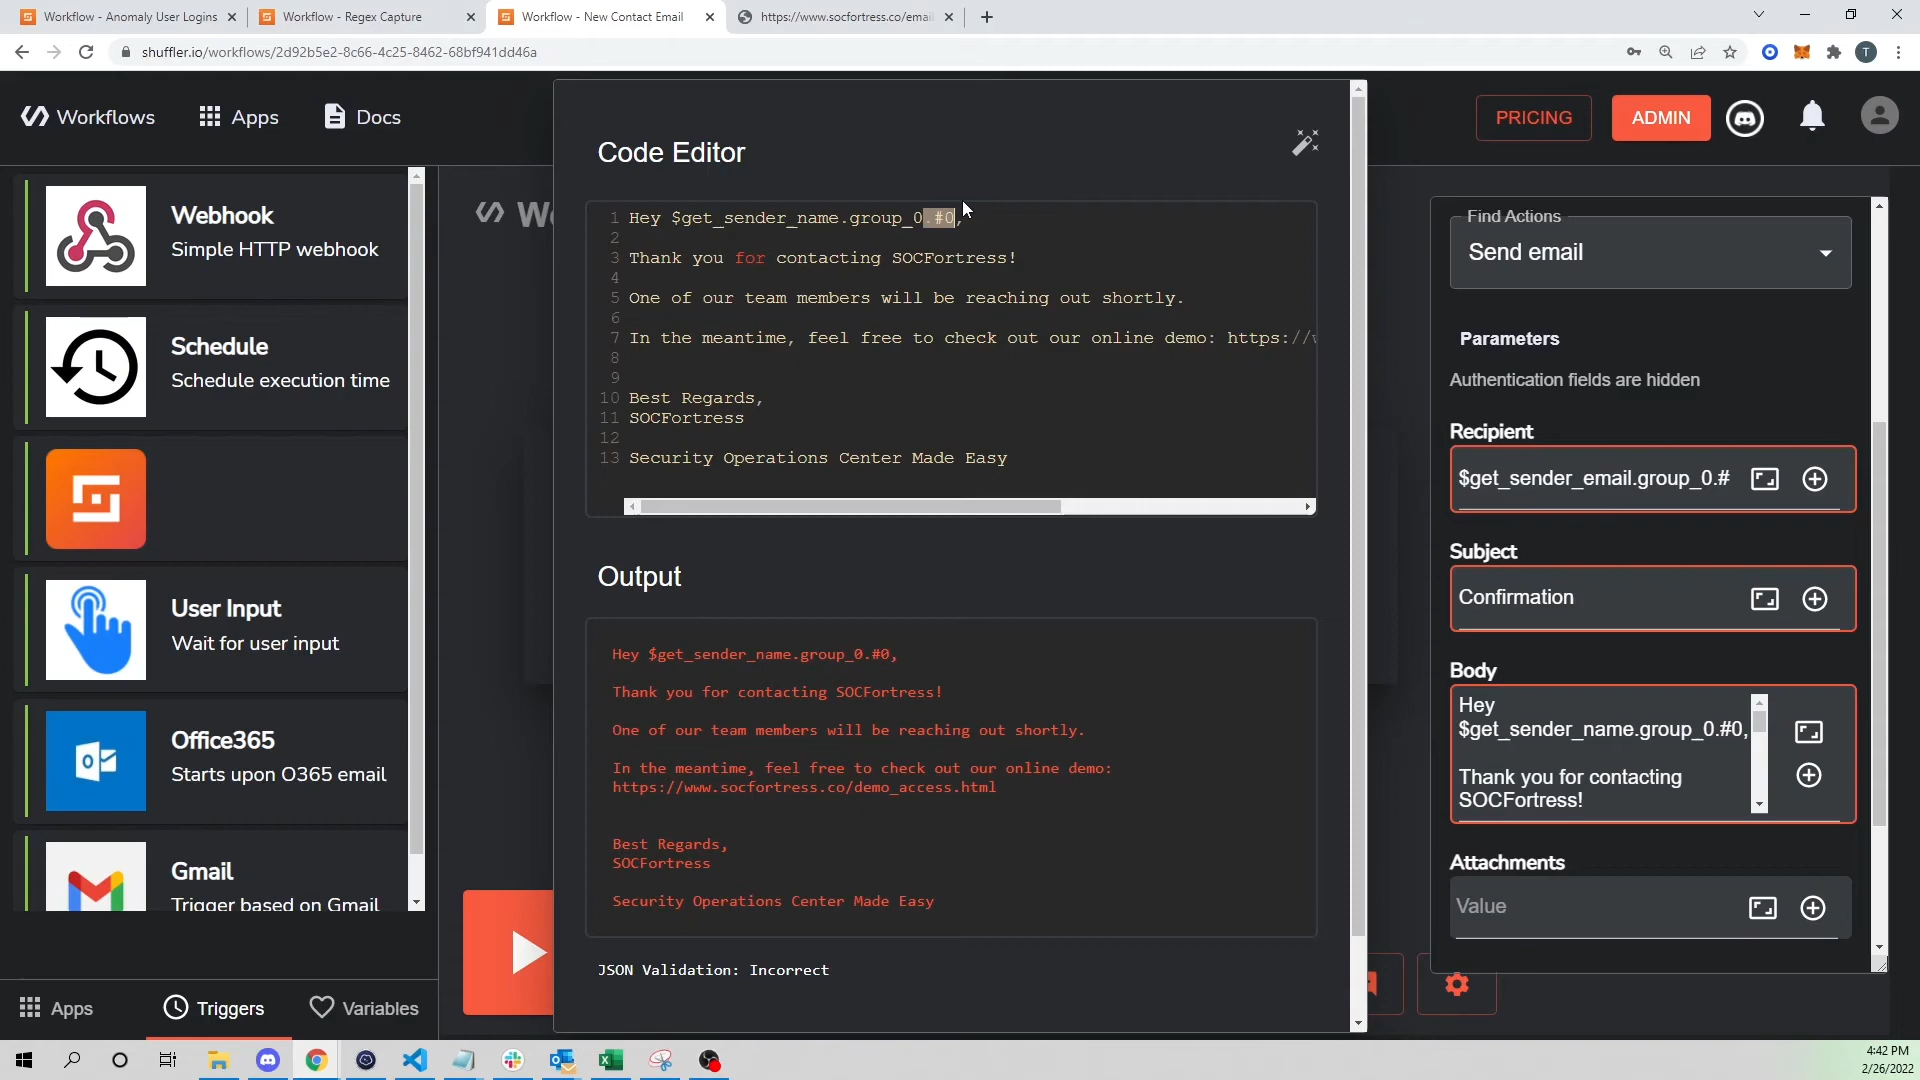 Workflow - Anomaly User Logins
Workflow - Regex Capture
Workflow - New Contact Email
https://www.socfortress.co/emai
shuffler.io/workflows/2d92b5e2-8c66-4c25-8462-68bf941dd46a
T
Workflows
Apps
Docs
PRICING
ADMIN
Webhook
Simple HTTP webhook
Schedule
Schedule execution time
User Input
Wait for user input
Office365
Starts upon O365 email
Gmail
Trigger based on Gmail
Apps
Triggers
Variables
Code Editor
1 Hey $get_sender_name.group_0.#0,
2
3 Thank you for contacting SOCFortress!
4
5 One of our team members will be reaching out shortly.
6
7 In the meantime, feel free to check out our online demo: https://
8
9
10 Best Regards,
11 SOCFortress
12
13 Security Operations Center Made Easy
Output
Hey $get_sender_name.group_0.#0,
Thank you for contacting SOCFortress!
One of our team members will be reaching out shortly.
In the meantime, feel free to check out our online demo:
https://www.socfortress.co/demo_access.html
Best Regards,
SOCFortress
Security Operations Center Made Easy
JSON Validation: Incorrect
Find Actions
Send email
Parameters
Authentication fields are hidden
Recipient
$get_sender_email.group_0.#
Subject
Confirmation
Body
Hey
$get_sender_name.group_0.#0,
Thank you for contacting
SOCFortress!
Attachments
Value
4:42 PM
2/26/2022